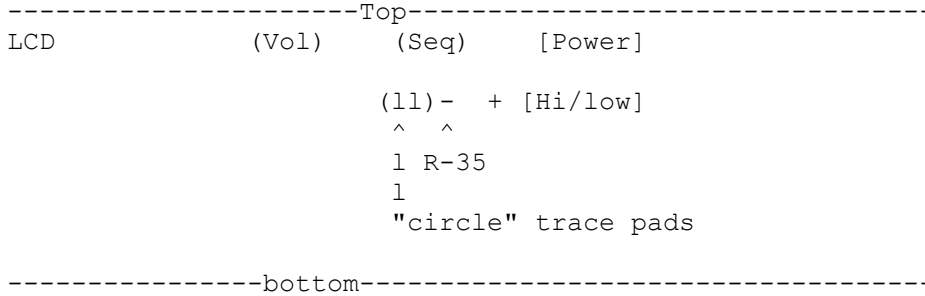 ----------------------Top---------------------------------
LCD (Vol) (Seq) [Power]
(ll)- + [Hi/low]
^ ^
l R-35
l
"circle" trace pads
----------------bottom------------------------------------